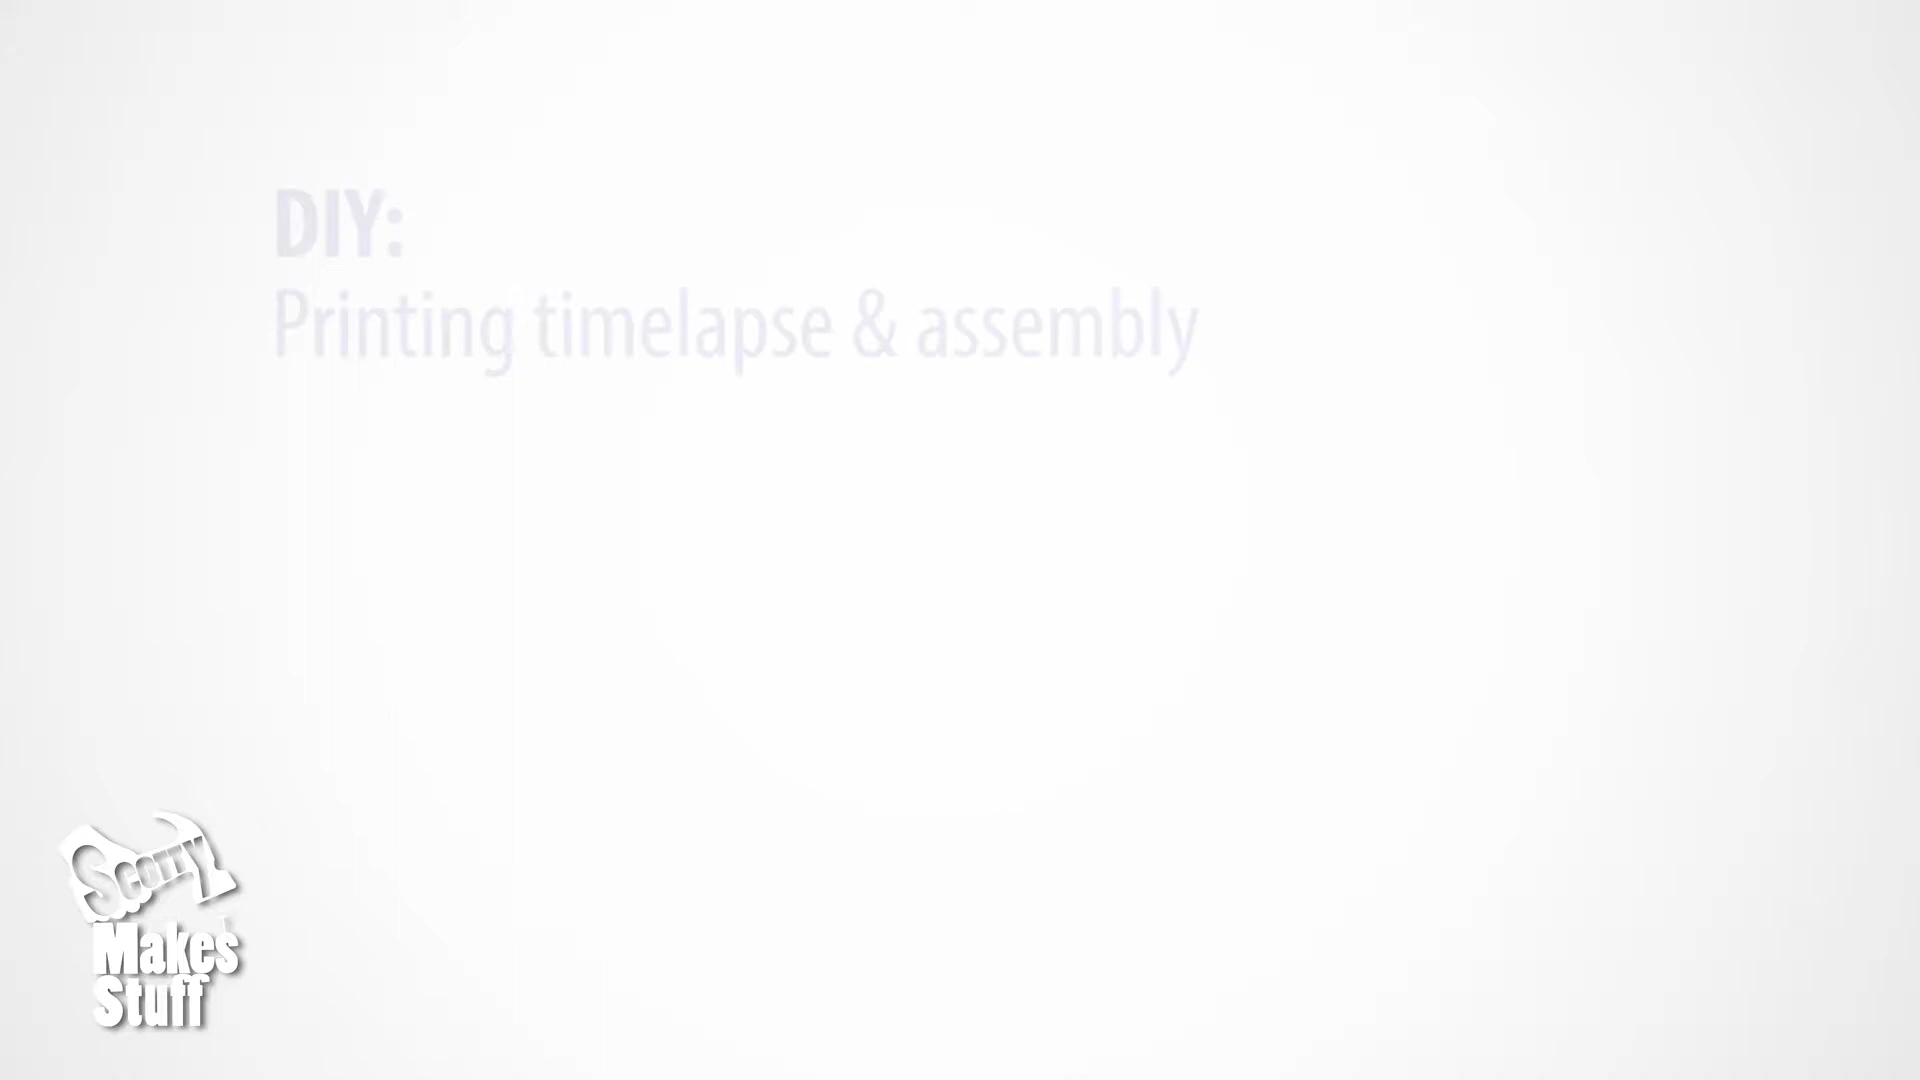 DIY:
Printing timelapse & assembly
Scotty
Makes
Stuff